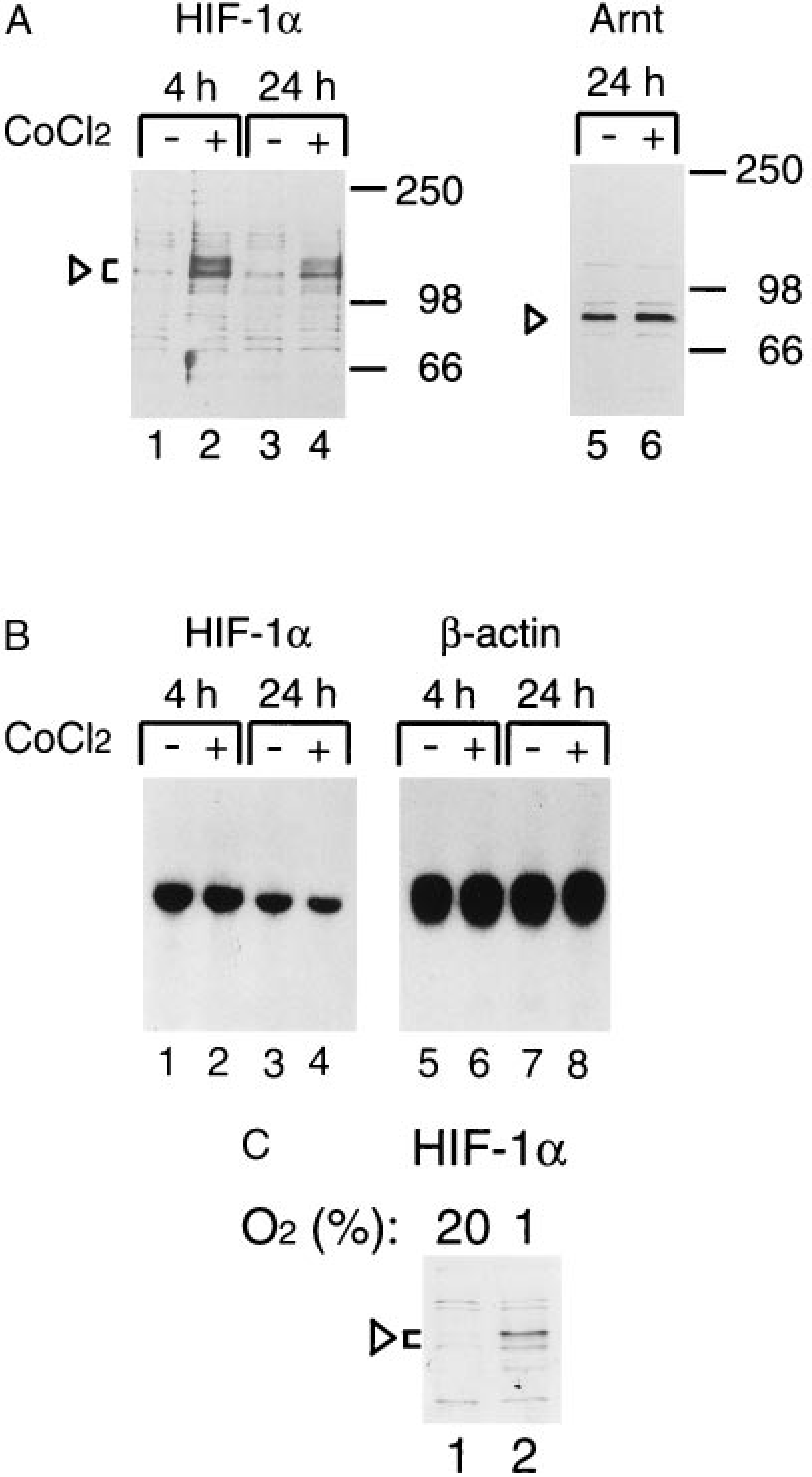 A HIF-1α Arnt
4 h 24 h 24 h
CoCl2 - + - + - +
250 250
98 98
66 66
1 2 3 4 5 6
B HIF-1α β-actin
4 h 24 h 4 h 24 h
CoCl2 - + - + - + - +
1 2 3 4 5 6 7 8
C HIF-1α
O2 (%): 20 1
1 2